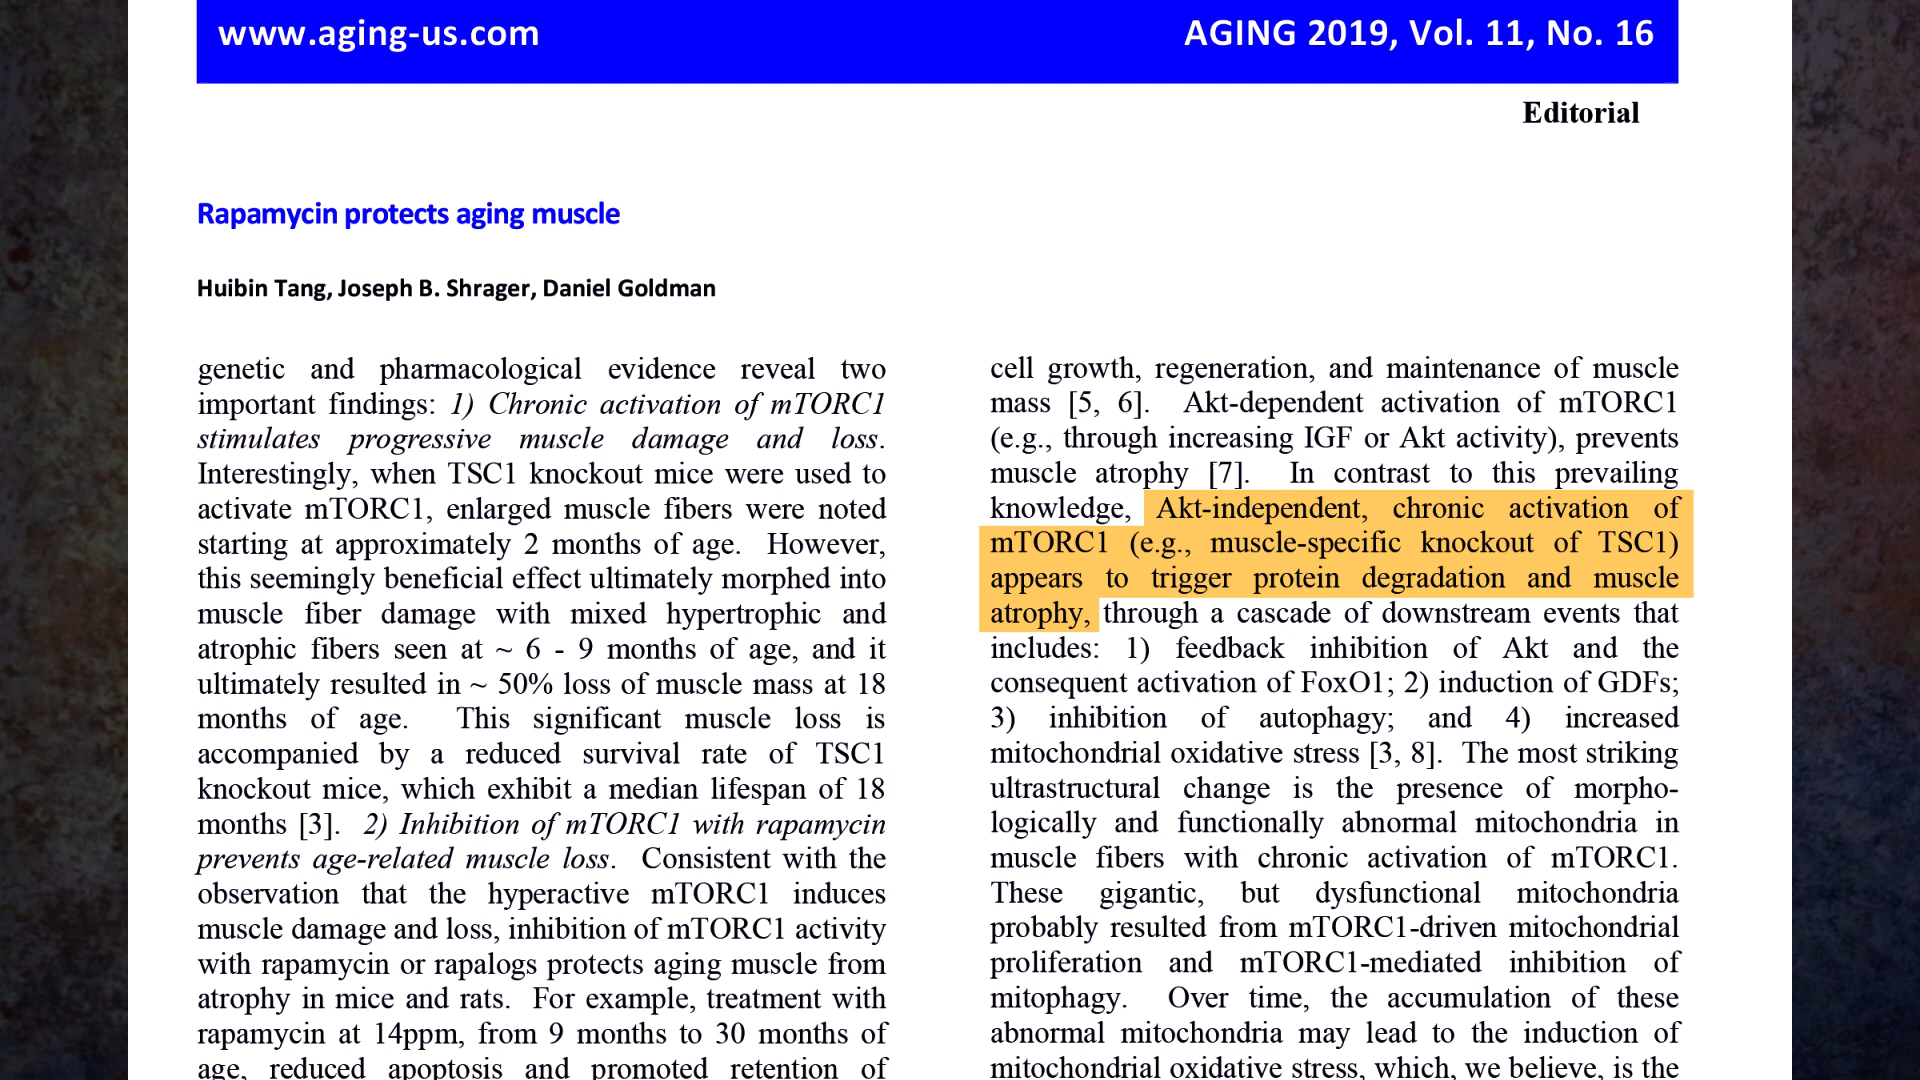 www.aging-us.com
AGING 2019, Vol. 11, No. 16
Editorial
Rapamycin protects aging muscle
Huibin Tang, Joseph B. Shrager, Daniel Goldman
genetic and pharmacological evidence reveal two
important findings: 1) Chronic activation of mTORC1
stimulates progressive muscle damage and loss.
Interestingly, when TSC1 knockout mice were used to
activate mTORC1, enlarged muscle fibers were noted
starting at approximately 2 months of age. However,
this seemingly beneficial effect ultimately morphed into
muscle fiber damage with mixed hypertrophic and
atrophic fibers seen at ~ 6 - 9 months of age, and it
ultimately resulted in ~ 50% loss of muscle mass at 18
months of age. This significant muscle loss is
accompanied by a reduced survival rate of TSC1
knockout mice, which exhibit a median lifespan of 18
months [3]. 2) Inhibition of mTORC1 with rapamycin
prevents age-related muscle loss. Consistent with the
observation that the hyperactive mTORC1 induces
muscle damage and loss, inhibition of mTORC1 activity
with rapamycin or rapalogs protects aging muscle from
atrophy in mice and rats. For example, treatment with
rapamycin at 14ppm, from 9 months to 30 months of
age, reduced apoptosis and promoted retention of
cell growth, regeneration, and maintenance of muscle
mass [5, 6]. Akt-dependent activation of mTORC1
(e.g., through increasing IGF or Akt activity), prevents
muscle atrophy [7]. In contrast to this prevailing
knowledge, Akt-independent, chronic activation of
mTORC1 (e.g., muscle-specific knockout of TSC1)
appears to trigger protein degradation and muscle
atrophy, through a cascade of downstream events that
includes: 1) feedback inhibition of Akt and the
consequent activation of FoxO1; 2) induction of GDFs;
3) inhibition of autophagy; and 4) increased
mitochondrial oxidative stress [3, 8]. The most striking
ultrastructural change is the presence of morpho-
logically and functionally abnormal mitochondria in
muscle fibers with chronic activation of mTORC1.
These gigantic, but dysfunctional mitochondria
probably resulted from mTORC1-driven mitochondrial
proliferation and mTORC1-mediated inhibition of
mitophagy. Over time, the accumulation of these
abnormal mitochondria may lead to the induction of
mitochondrial oxidative stress, which, we believe, is the